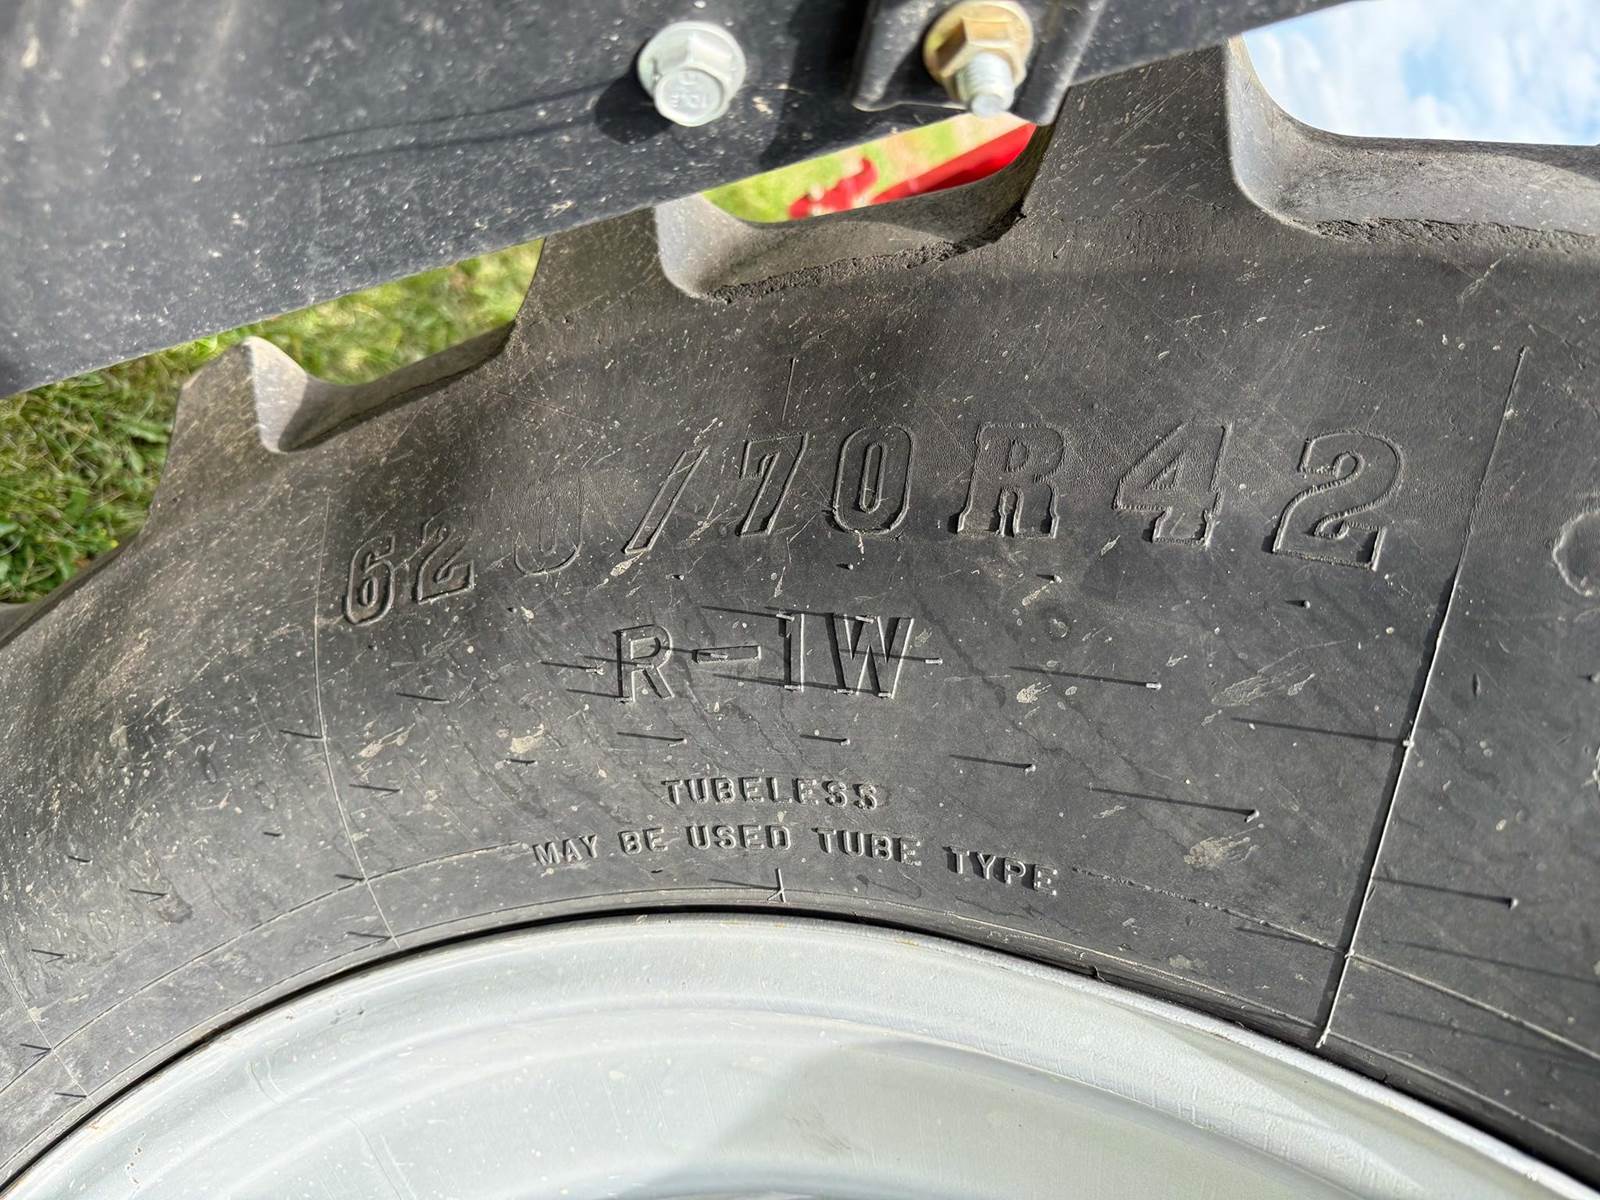 620/70R42
R-1W
TUBELESS
MAY BE USED TUBE TYPE